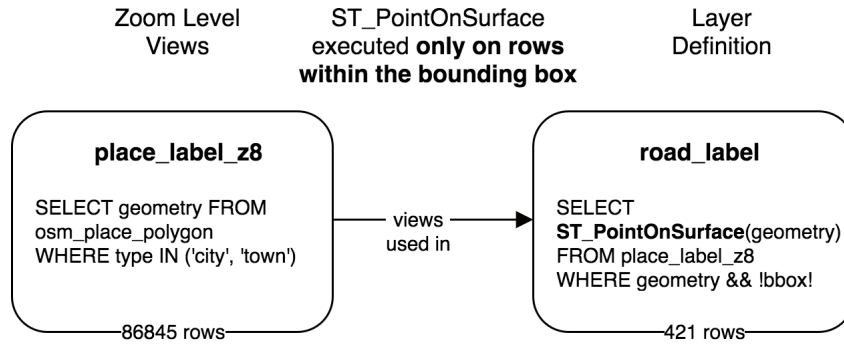 Zoom Level
Views
ST_PointOnSurface
executed only on rows
within the bounding box
Layer
Definition
place_label_z8
SELECT geometry FROM
osm_place_polygon
WHERE type IN ('city', 'town')
86845 rows
views
used in
road_label
SELECT
ST_PointOnSurface(geometry)
FROM place_label_z8
WHERE geometry && !bbox!
421 rows